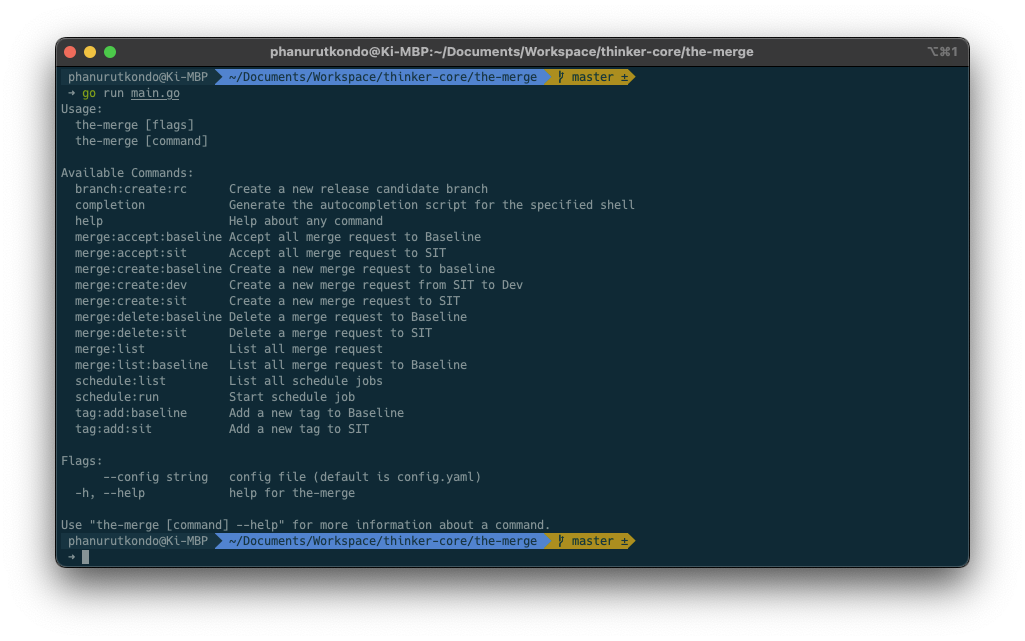 phanurutkondo@Ki-MBP:~/Documents/Workspace/thinker-core/the-merge ⌥⌘1
phanurutkondo@Ki-MBP ~/Documents/Workspace/thinker-core/the-merge master ±
➜ go run main.go
Usage:
  the-merge [flags]
  the-merge [command]

Available Commands:
  branch:create:rc      Create a new release candidate branch
  completion            Generate the autocompletion script for the specified shell
  help                  Help about any command
  merge:accept:baseline Accept all merge request to Baseline
  merge:accept:sit      Accept all merge request to SIT
  merge:create:baseline Create a new merge request to baseline
  merge:create:dev      Create a new merge request from SIT to Dev
  merge:create:sit      Create a new merge request to SIT
  merge:delete:baseline Delete a merge request to Baseline
  merge:delete:sit      Delete a merge request to SIT
  merge:list            List all merge request
  merge:list:baseline   List all merge request to Baseline
  schedule:list         List all schedule jobs
  schedule:run          Start schedule job
  tag:add:baseline      Add a new tag to Baseline
  tag:add:sit           Add a new tag to SIT

Flags:
      --config string   config file (default is config.yaml)
  -h, --help            help for the-merge

Use "the-merge [command] --help" for more information about a command.
phanurutkondo@Ki-MBP ~/Documents/Workspace/thinker-core/the-merge master ±
➜